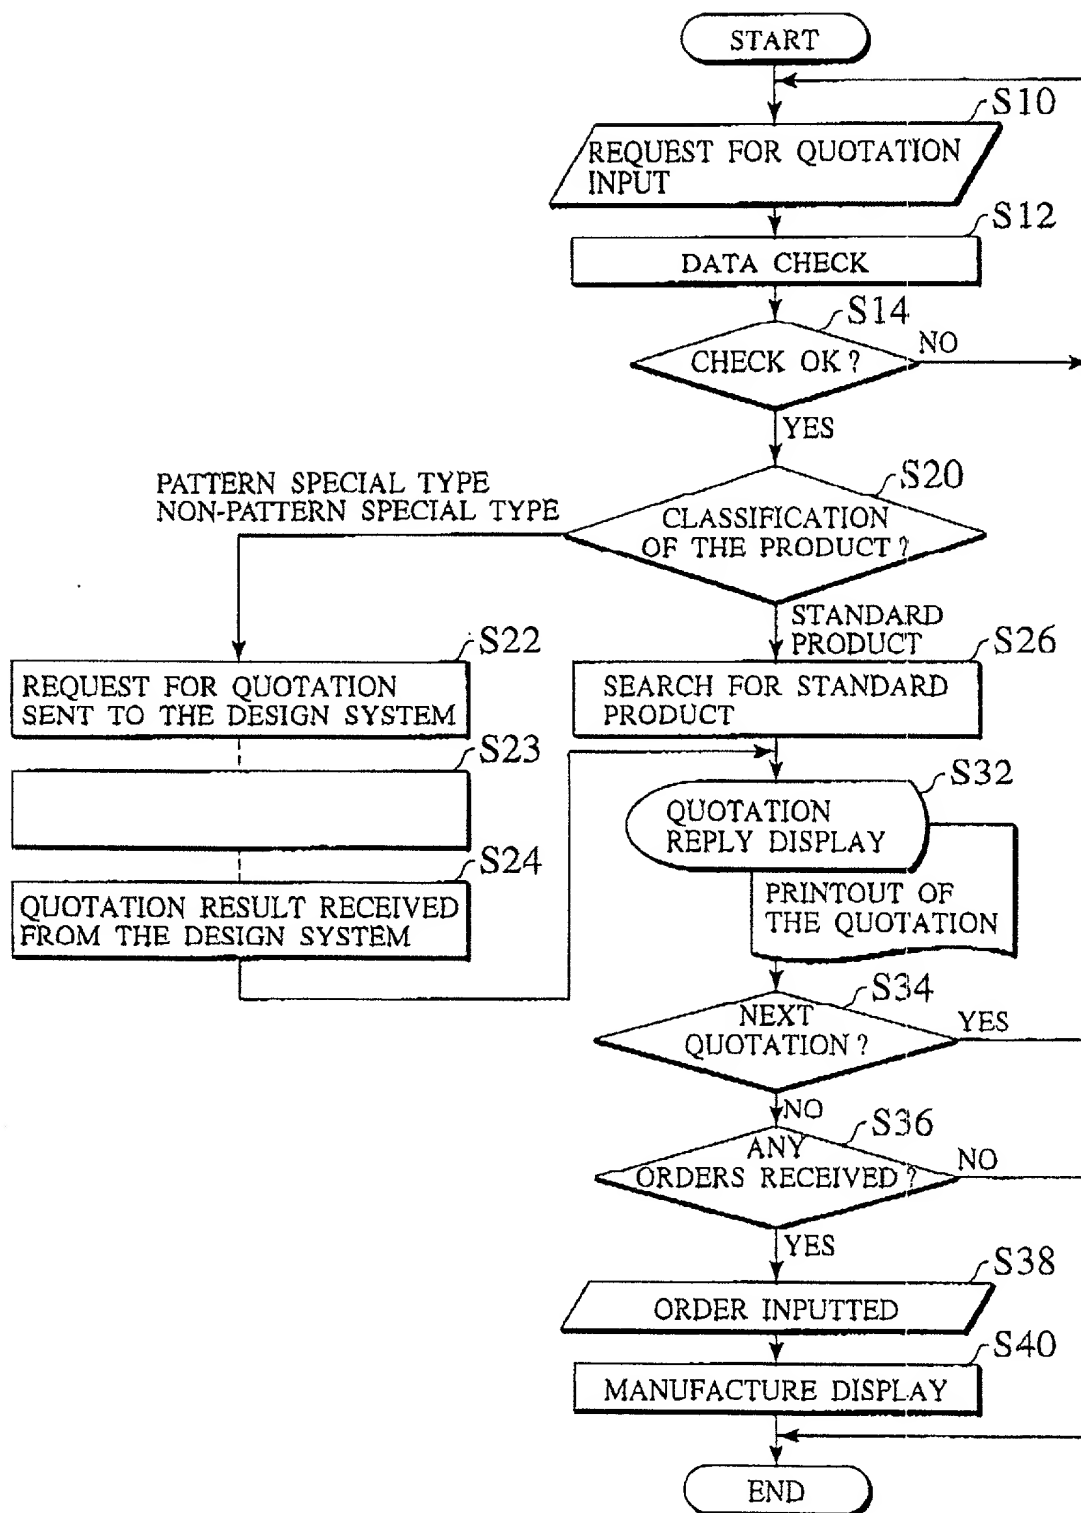 START
S10
REQUEST FOR QUOTATION
INPUT
S12
DATA CHECK
S14
CHECK OK?
NO
YES
S20
PATTERN SPECIAL TYPE
NON-PATTERN SPECIAL TYPE
CLASSIFICATION
OF THE PRODUCT?
STANDARD
PRODUCT
S22
REQUEST FOR QUOTATION
SENT TO THE DESIGN SYSTEM
S26
SEARCH FOR STANDARD
PRODUCT
S23
S32
QUOTATION
REPLY DISPLAY
S24
QUOTATION RESULT RECEIVED
FROM THE DESIGN SYSTEM
PRINTOUT OF
THE QUOTATION
S34
NEXT
QUOTATION?
YES
NO
S36
ANY
ORDERS RECEIVED?
NO
YES
S38
ORDER INPUTTED
S40
MANUFACTURE DISPLAY
END